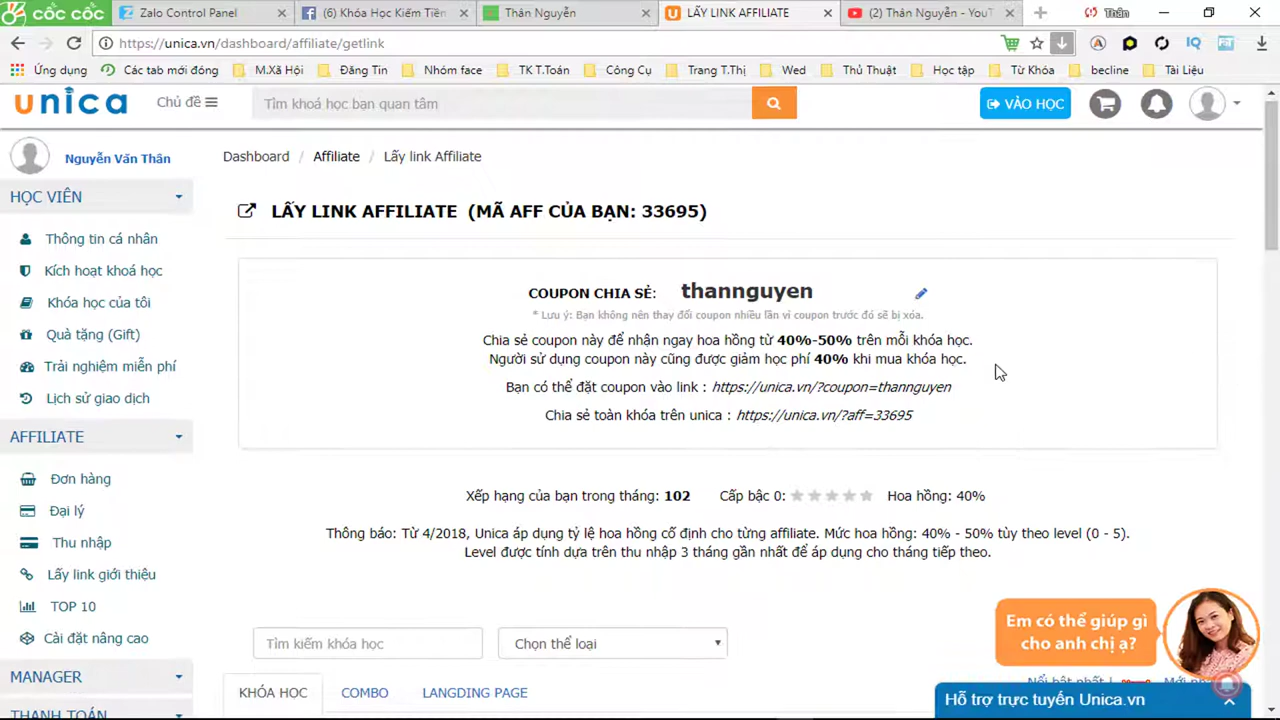 cốc cốc
Zalo Control Panel
(6) Khóa Học Kiếm Tiền
Thân Nguyễn
LẤY LINK AFFILIATE
(2) Thân Nguyễn - YouT
Thân
https://unica.vn/dashboard/affiliate/getlink
Ứng dụng
Các tab mới đóng
M.Xã Hội
Đăng Tin
Nhóm face
TK T.Toán
Công Cụ
Trang T.Thị
Wed
Thủ Thuật
Học tập
Từ Khóa
becline
Tài Liệu
unica
Chủ đề
Tìm khoá học bạn quan tâm
VÀO HỌC
Nguyễn Văn Thân
Dashboard / Affiliate / Lấy link Affiliate
HỌC VIÊN
LẤY LINK AFFILIATE (MÃ AFF CỦA BẠN: 33695)
Thông tin cá nhân
Kích hoạt khoá học
Khóa học của tôi
Quà tặng (Gift)
Trải nghiệm miễn phí
Lịch sử giao dịch
AFFILIATE
Đơn hàng
Đại lý
Thu nhập
Lấy link giới thiệu
TOP 10
Cài đặt nâng cao
MANAGER
THANH TOÁN
COUPON CHIA SẺ: thannguyen
* Lưu ý: Bạn không nên thay đổi coupon nhiều lần vì coupon trước đó sẽ bị xóa.
Chia sẻ coupon này để nhận ngay hoa hồng từ 40%-50% trên mỗi khóa học.
Người sử dụng coupon này cũng được giảm học phí 40% khi mua khóa học.
Bạn có thể đặt coupon vào link : https://unica.vn/?coupon=thannguyen
Chia sẻ toàn khóa trên unica : https://unica.vn/?aff=33695
Xếp hạng của bạn trong tháng: 102 Cấp bậc 0: Hoa hồng: 40%
Thông báo: Từ 4/2018, Unica áp dụng tỷ lệ hoa hồng cố định cho từng affiliate. Mức hoa hồng: 40% - 50% tùy theo level (0 - 5).
Level được tính dựa trên thu nhập 3 tháng gần nhất để áp dụng cho tháng tiếp theo.
Tìm kiếm khóa học
Chọn thể loại
KHÓA HỌC
COMBO
LANGDING PAGE
Em có thể giúp gì
cho anh chị ạ?
Nổi bật nhất |
Hỗ trợ trực tuyến Unica.vn